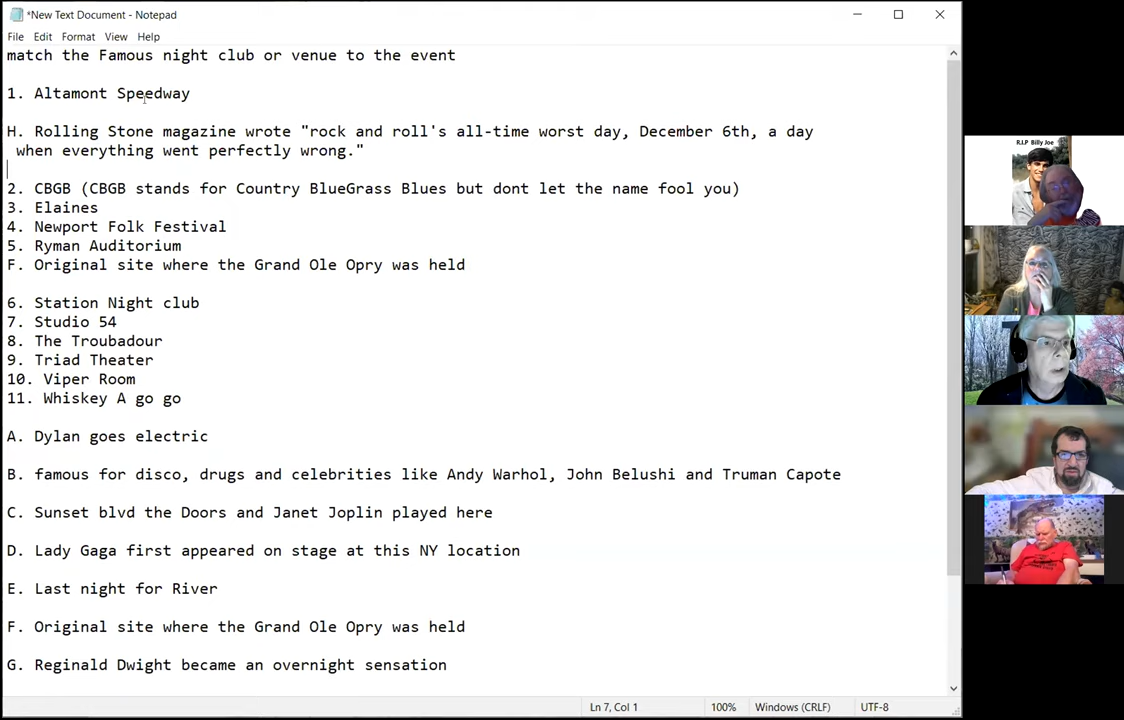 *New Text Document - Notepad
File Edit Format View Help
match the Famous night club or venue to the event
1. Altamont Speedway
H. Rolling Stone magazine wrote "rock and roll's all-time worst day, December 6th, a day
when everything went perfectly wrong."
2. CBGB (CBGB stands for Country BlueGrass Blues but dont let the name fool you)
3. Elaines
4. Newport Folk Festival
5. Ryman Auditorium
F. Original site where the Grand Ole Opry was held
6. Station Night club
7. Studio 54
8. The Troubadour
9. Triad Theater
10. Viper Room
11. Whiskey A go go
A. Dylan goes electric
B. famous for disco, drugs and celebrities like Andy Warhol, John Belushi and Truman Capote
C. Sunset blvd the Doors and Janet Joplin played here
D. Lady Gaga first appeared on stage at this NY location
E. Last night for River
F. Original site where the Grand Ole Opry was held
G. Reginald Dwight became an overnight sensation
Ln 7, Col 1 100% Windows (CRLF) UTF-8
R.I.P Billy Joe